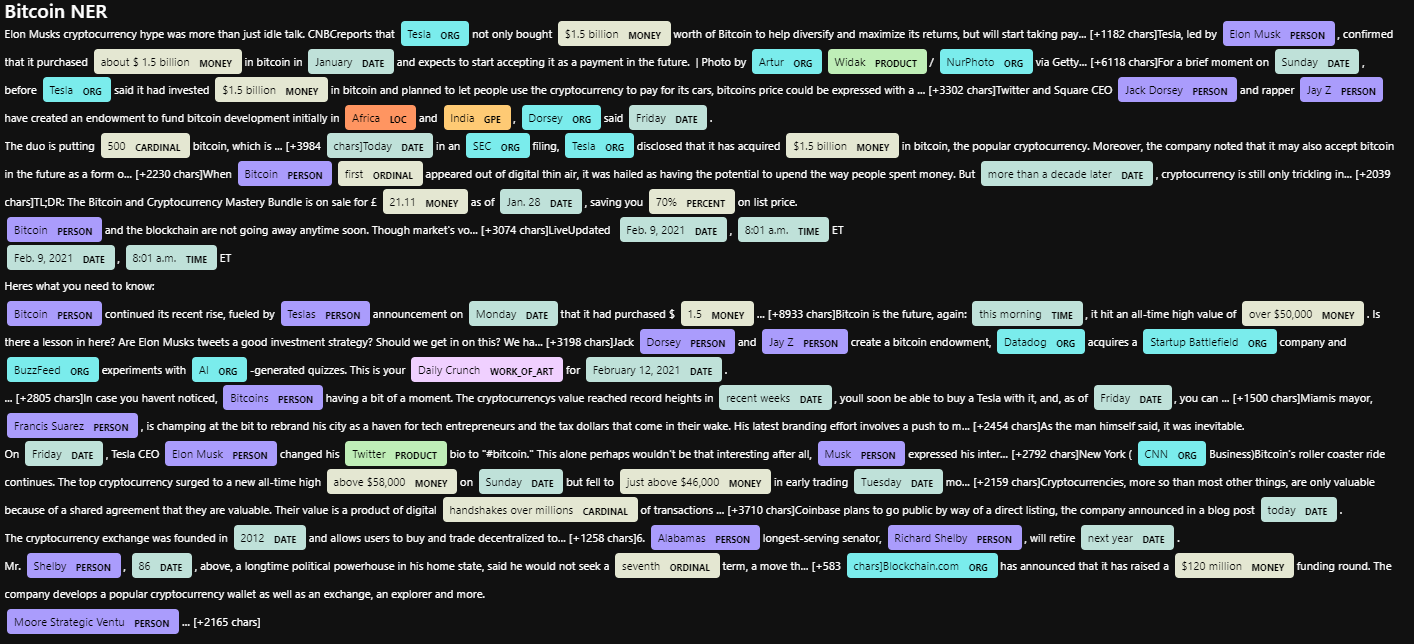 Bitcoin NER
Elon Musks cryptocurrency hype was more than just idle talk. CNBCreports that Tesla ORG not only bought $1.5 billion MONEY worth of Bitcoin to help diversify and maximize its returns, but will start taking pay… [+1182 chars]Tesla, led by Elon Musk PERSON , confirmed
that it purchased about $ 1.5 billion MONEY in bitcoin in January DATE and expects to start accepting it as a payment in the future. | Photo by Artur ORG Widak PRODUCT / NurPhoto ORG via Getty… [+6118 chars]For a brief moment on Sunday DATE ,
before Tesla ORG said it had invested $1.5 billion MONEY in bitcoin and planned to let people use the cryptocurrency to pay for its cars, bitcoins price could be expressed with a … [+3302 chars]Twitter and Square CEO Jack Dorsey PERSON and rapper Jay Z PERSON
have created an endowment to fund bitcoin development initially in Africa LOC and India GPE , Dorsey ORG said Friday DATE .
The duo is putting 500 CARDINAL bitcoin, which is … [+3984 chars]Today DATE in an SEC ORG filing, Tesla ORG disclosed that it has acquired $1.5 billion MONEY in bitcoin, the popular cryptocurrency. Moreover, the company noted that it may also accept bitcoin
in the future as a form o… [+2230 chars]When Bitcoin PERSON first ORDINAL appeared out of digital thin air, it was hailed as having the potential to upend the way people spent money. But more than a decade later DATE , cryptocurrency is still only trickling in… [+2039
chars]TL;DR: The Bitcoin and Cryptocurrency Mastery Bundle is on sale for £ 21.11 MONEY as of Jan. 28 DATE , saving you 70% PERCENT on list price.
Bitcoin PERSON and the blockchain are not going away anytime soon. Though market's vo… [+3074 chars]LiveUpdated Feb. 9, 2021 DATE , 8:01 a.m. TIME ET
Feb. 9, 2021 DATE , 8:01 a.m. TIME ET
Heres what you need to know:
Bitcoin PERSON continued its recent rise, fueled by Teslas PERSON announcement on Monday DATE that it had purchased $ 1.5 MONEY … [+8933 chars]Bitcoin is the future, again: this morning TIME , it hit an all-time high value of over $50,000 MONEY . Is
there a lesson in here? Are Elon Musks tweets a good investment strategy? Should we get in on this? We ha… [+3198 chars]Jack Dorsey PERSON and Jay Z PERSON create a bitcoin endowment, Datadog ORG acquires a Startup Battlefield ORG company and
BuzzFeed ORG experiments with AI ORG -generated quizzes. This is your Daily Crunch WORK_OF_ART for February 12, 2021 DATE .
… [+2805 chars]In case you havent noticed, Bitcoins PERSON having a bit of a moment. The cryptocurrencys value reached record heights in recent weeks DATE , youll soon be able to buy a Tesla with it, and, as of Friday DATE , you can … [+1500 chars]Miamis mayor,
Francis Suarez PERSON , is champing at the bit to rebrand his city as a haven for tech entrepreneurs and the tax dollars that come in their wake. His latest branding effort involves a push to m… [+2454 chars]As the man himself said, it was inevitable.
On Friday DATE , Tesla CEO Elon Musk PERSON changed his Twitter PRODUCT bio to "#bitcoin." This alone perhaps wouldn't be that interesting after all, Musk PERSON expressed his inter… [+2792 chars]New York ( CNN ORG Business)Bitcoin's roller coaster ride
continues. The top cryptocurrency surged to a new all-time high above $58,000 MONEY on Sunday DATE but fell to just above $46,000 MONEY in early trading Tuesday DATE mo… [+2159 chars]Cryptocurrencies, more so than most other things, are only valuable
because of a shared agreement that they are valuable. Their value is a product of digital handshakes over millions CARDINAL of transactions … [+3710 chars]Coinbase plans to go public by way of a direct listing, the company announced in a blog post today DATE .
The cryptocurrency exchange was founded in 2012 DATE and allows users to buy and trade decentralized to… [+1258 chars]6. Alabamas PERSON longest-serving senator, Richard Shelby PERSON , will retire next year DATE .
Mr. Shelby PERSON , 86 DATE , above, a longtime political powerhouse in his home state, said he would not seek a seventh ORDINAL term, a move th… [+583 chars]Blockchain.com ORG has announced that it has raised a $120 million MONEY funding round. The
company develops a popular cryptocurrency wallet as well as an exchange, an explorer and more.
Moore Strategic Ventu PERSON … [+2165 chars]